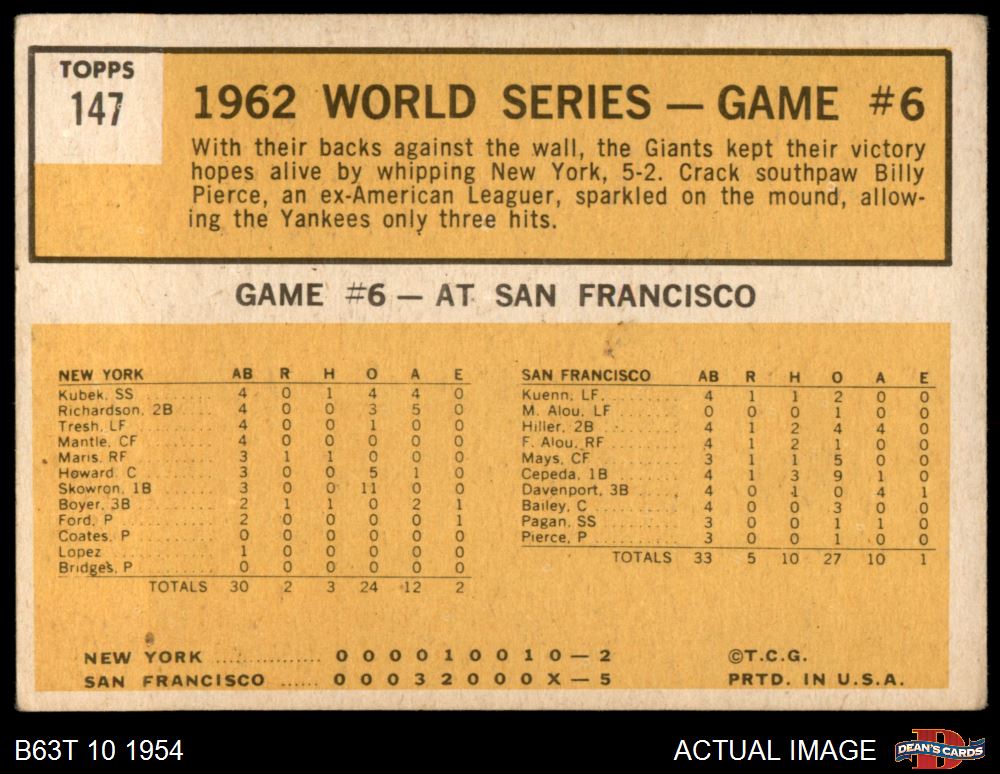 TOPPS
147
1962 WORLD SERIES — GAME #6
With their backs against the wall, the Giants kept their victory
hopes alive by whipping New York, 5-2. Crack southpaw Billy
Pierce, an ex-American Leaguer, sparkled on the mound, allow-
ing the Yankees only three hits.
GAME #6 — AT SAN FRANCISCO
NEW YORK AB R H O A E
Kubek, SS ........ 4 0 1 4 4 0
Richardson, 2B ........ 4 0 0 3 5 0
Tresh, LF ........ 4 0 0 1 0 0
Mantle, CF ........ 4 0 0 0 0 0
Maris, RF ........ 3 1 1 0 0 0
Howard C ........ 3 0 0 5 1 0
Skowron, 1B ........ 3 0 0 11 0 0
Boyer, 3B ........ 2 1 1 0 2 1
Ford, P ........ 2 0 0 0 0 1
Coates, P ........ 0 0 0 0 0 0
Lopez ........ 1 0 0 0 0 0
Bridges, P ........ 0 0 0 0 0 0
TOTALS 30 2 3 24 12 2
SAN FRANCISCO AB R H O A E
Kuenn, LF. ........ 4 1 1 2 0 0
M. Alou, LF ........ 0 0 0 1 0 0
Hiller, 2B ........ 4 1 2 4 4 0
F. Alou, RF ........ 4 1 2 1 0 0
Mays, CF ........ 3 1 1 5 0 0
Cepeda, 1B ........ 4 1 3 9 1 0
Davenport, 3B ........ 4 0 1 0 4 1
Bailey, C ........ 4 0 0 3 0 0
Pagan, SS ........ 3 0 0 1 1 0
Pierce, P ........ 3 0 0 1 0 0
TOTALS 33 5 10 27 10 1
NEW YORK .............. 0 0 0 0 1 0 0 1 0 — 2
SAN FRANCISCO ...... 0 0 0 3 2 0 0 0 X — 5
©T.C.G.
PRTD. IN U.S.A.
B63T 10 1954
ACTUAL IMAGE
D
DEAN'S CARDS